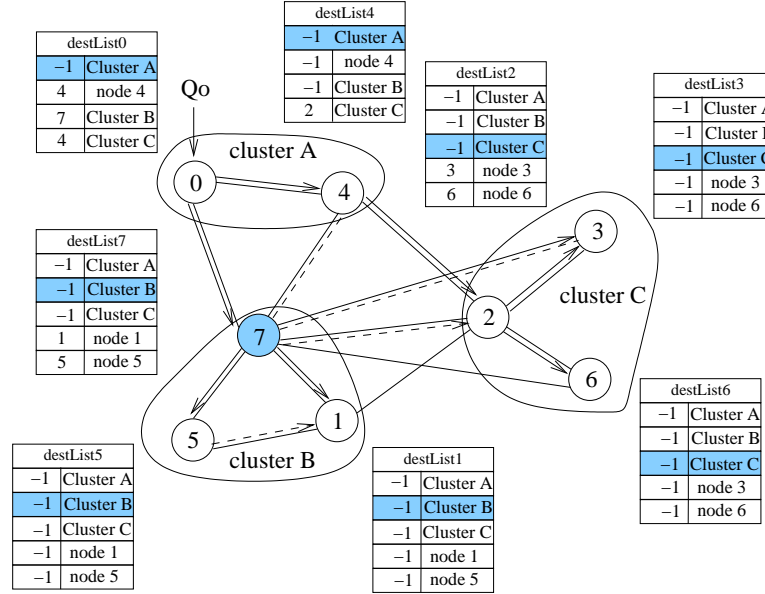 destList0
−1 Cluster A
4 node 4
7 Cluster B
4 Cluster C
destList4
−1 Cluster A
−1 node 4
−1 Cluster B
2 Cluster C
destList2
−1 Cluster A
−1 Cluster B
−1 Cluster C
3 node 3
6 node 6
destList3
−1 Cluster A
−1 Cluster B
−1 Cluster C
−1 node 3
−1 node 6
Qo
cluster A
0
4
3
cluster C
2
7
6
1
5
cluster B
destList7
−1 Cluster A
−1 Cluster B
−1 Cluster C
1 node 1
5 node 5
destList5
−1 Cluster A
−1 Cluster B
−1 Cluster C
−1 node 1
−1 node 5
destList1
−1 Cluster A
−1 Cluster B
−1 Cluster C
−1 node 1
−1 node 5
destList6
−1 Cluster A
−1 Cluster B
−1 Cluster C
−1 node 3
−1 node 6